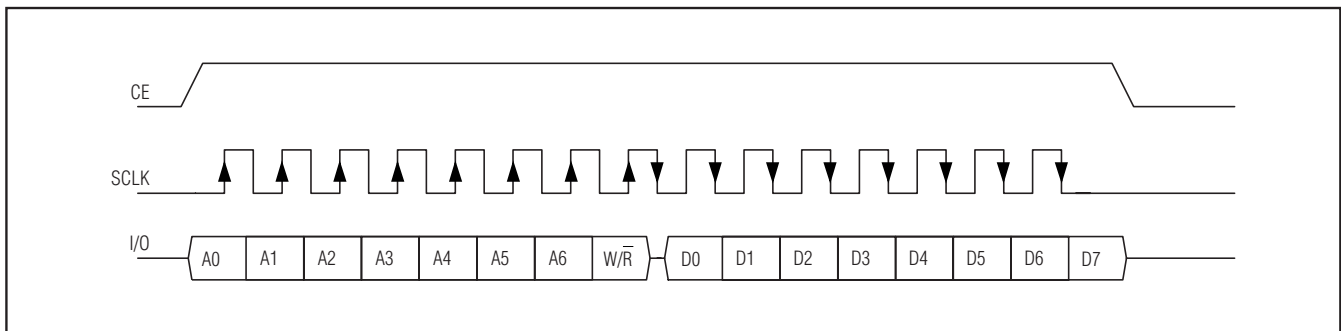 CE
SCLK
I/O
A0 A1 A2 A3 A4 A5 A6 W/R̅ D0 D1 D2 D3 D4 D5 D6 D7